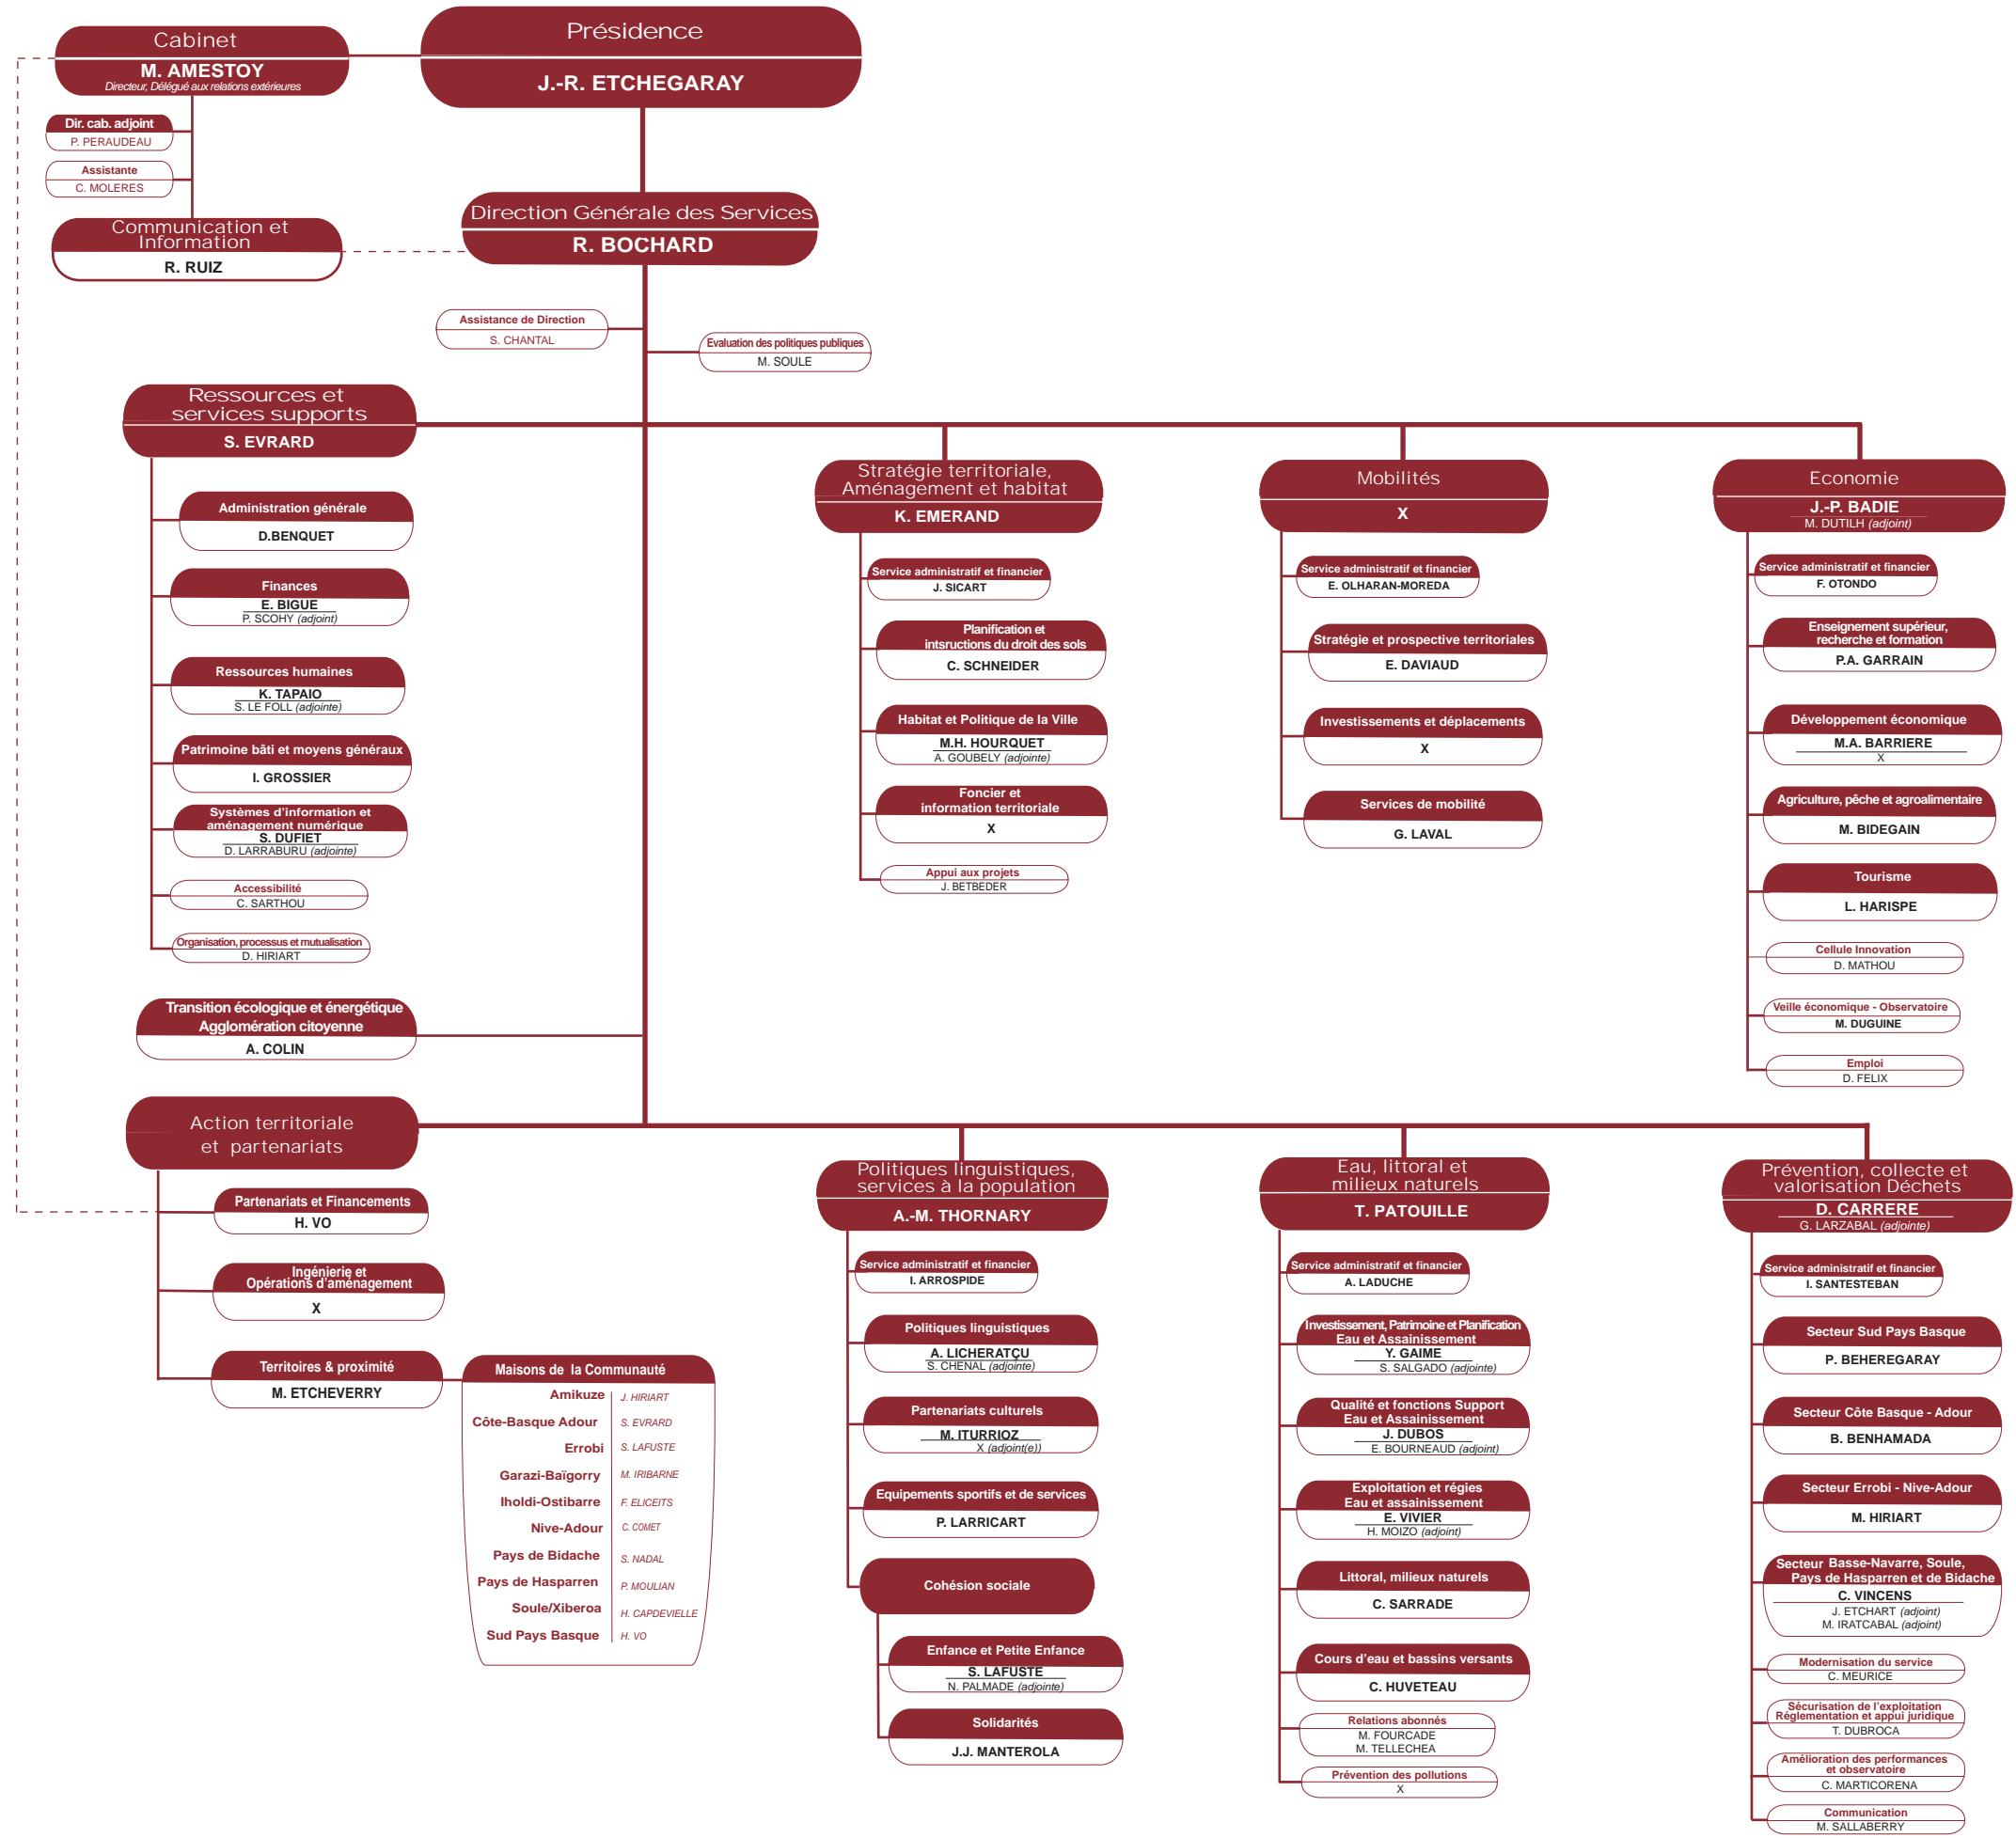 Cabinet
M. AMESTOY
Directeur, Délégué aux relations extérieures
Présidence
J.-R. ETCHEGARAY
Dir. cab. adjoint
P. PERAUDEAU
Assistante
C. MOLERES
Communication et
Information
R. RUIZ
Direction Générale des Services
R. BOCHARD
Assistance de Direction
S. CHANTAL
Evaluation des politiques publiques
M. SOULE
Ressources et
services supports
S. EVRARD
Administration générale
D.BENQUET
Finances
E. BIGUE
P. SCOHY (adjoint)
Ressources humaines
K. TAPAIO
S. LE FOLL (adjointe)
Patrimoine bâti et moyens généraux
I. GROSSIER
Systèmes d'information et
aménagement numérique
S. DUFIET
D. LARRABURU (adjointe)
Accessibilité
C. SARTHOU
Organisation, processus et mutualisation
D. HIRIART
Stratégie territoriale,
Aménagement et habitat
K. EMERAND
Service administratif et financier
J. SICART
Planification et
intsructions du droit des sols
C. SCHNEIDER
Habitat et Politique de la Ville
M.H. HOURQUET
A. GOUBELY (adjointe)
Foncier et
information territoriale
X
Appui aux projets
J. BETBEDER
Mobilités
X
Service administratif et financier
E. OLHARAN-MOREDA
Stratégie et prospective territoriales
E. DAVIAUD
Investissements et déplacements
X
Services de mobilité
G. LAVAL
Economie
J.-P. BADIE
M. DUTILH (adjoint)
Service administratif et financier
F. OTONDO
Enseignement supérieur,
recherche et formation
P.A. GARRAIN
Développement économique
M.A. BARRIERE
X
Agriculture, pêche et agroalimentaire
M. BIDEGAIN
Tourisme
L. HARISPE
Cellule Innovation
D. MATHOU
Veille économique - Observatoire
M. DUGUINE
Emploi
D. FELIX
Transition écologique et énergétique
Agglomération citoyenne
A. COLIN
Action territoriale
et partenariats
Partenariats et Financements
H. VO
Ingénierie et
Opérations d'aménagement
X
Territoires & proximité
M. ETCHEVERRY
Maisons de la Communauté
Amikuze J. HIRIART
Côte-Basque Adour S. EVRARD
Errobi S. LAFUSTE
Garazi-Baïgorry M. IRIBARNE
Iholdi-Ostibarre F. ELICEITS
Nive-Adour C. COMET
Pays de Bidache S. NADAL
Pays de Hasparren P. MOULIAN
Soule/Xiberoa H. CAPDEVIELLE
Sud Pays Basque H. VO
Politiques linguistiques,
services à la population
A.-M. THORNARY
Service administratif et financier
I. ARROSPIDE
Politiques linguistiques
A. LICHERATÇU
S. CHENAL (adjointe)
Partenariats culturels
M. ITURRIOZ
X (adjoint(e))
Equipements sportifs et de services
P. LARRICART
Cohésion sociale
Enfance et Petite Enfance
S. LAFUSTE
N. PALMADE (adjointe)
Solidarités
J.J. MANTEROLA
Eau, littoral et
milieux naturels
T. PATOUILLE
Service administratif et financier
A. LADUCHE
Investissement, Patrimoine et Planification
Eau et Assainissement
Y. GAIME
S. SALGADO (adjointe)
Qualité et fonctions Support
Eau et Assainissement
J. DUBOS
E. BOURNEAUD (adjoint)
Exploitation et régies
Eau et assainissement
E. VIVIER
H. MOIZO (adjoint)
Littoral, milieux naturels
C. SARRADE
Cours d'eau et bassins versants
C. HUVETEAU
Relations abonnés
M. FOURCADE
M. TELLECHEA
Prévention des pollutions
X
Prévention, collecte et
valorisation Déchets
D. CARRERE
G. LARZABAL (adjointe)
Service administratif et financier
I. SANTESTEBAN
Secteur Sud Pays Basque
P. BEHEREGARAY
Secteur Côte Basque - Adour
B. BENHAMADA
Secteur Errobi - Nive-Adour
M. HIRIART
Secteur Basse-Navarre, Soule,
Pays de Hasparren et de Bidache
C. VINCENS
J. ETCHART (adjoint)
M. IRATCABAL (adjoint)
Modernisation du service
C. MEURICE
Sécurisation de l'exploitation
Réglementation et appui juridique
T. DUBROCA
Amélioration des performances
et observatoire
C. MARTICORENA
Communication
M. SALLABERRY